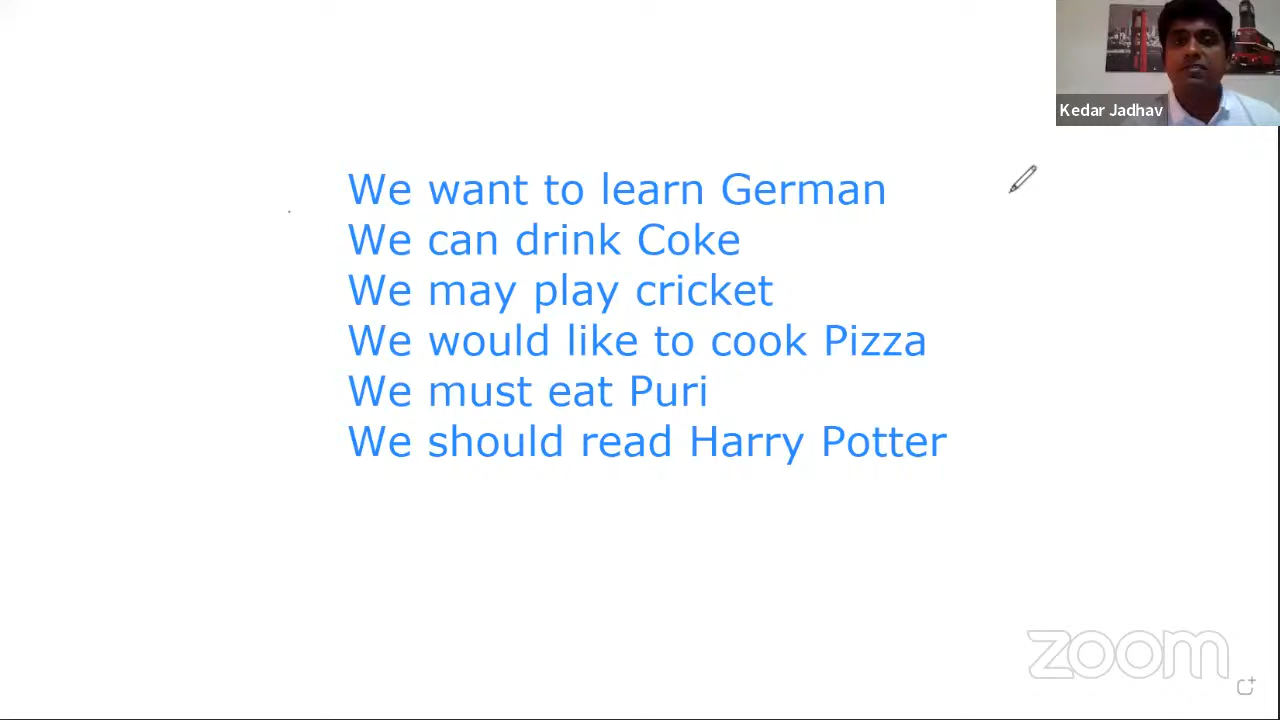 Kedar Jadhav
We want to learn German
We can drink Coke
We may play cricket
We would like to cook Pizza
We must eat Puri
We should read Harry Potter
zoom